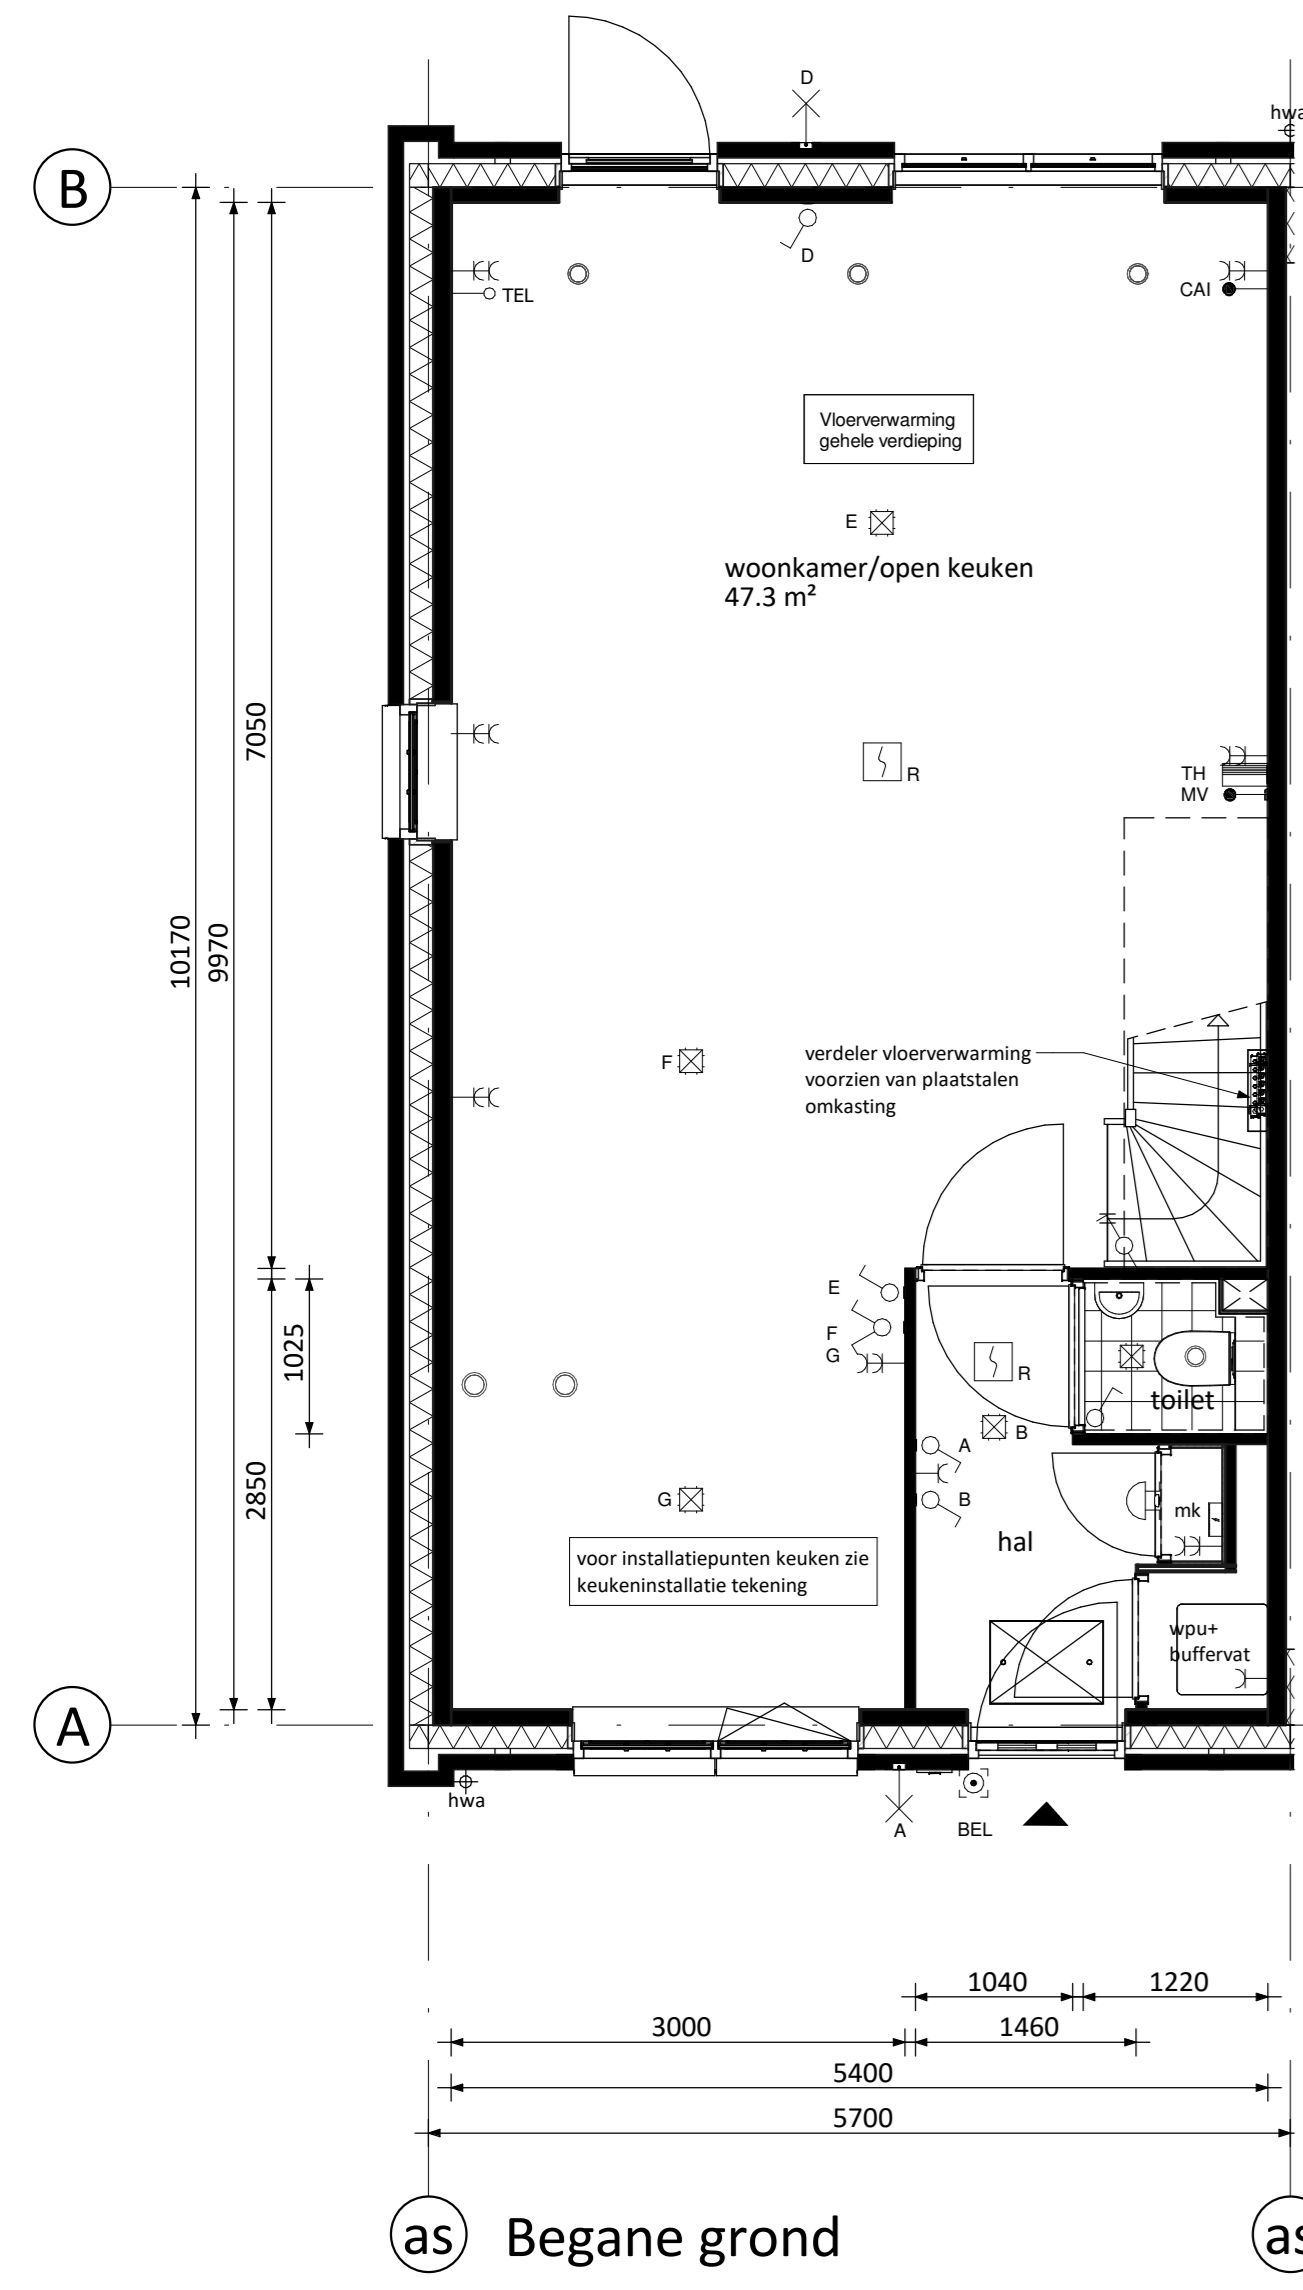 D
hwa
B
D
TEL
CAI
Vloerverwarming
gehele verdieping
E
woonkamer/open keuken
47.3 m²
7050
R
TH
MV
10170
9970
F
verdeler vloerverwarming
voorzien van plaatstalen
omkasting
E
F
G
1025
R
toilet
B
A
B
2850
G
mk
hal
voor installatiepunten keuken zie
keukeninstallatie tekening
wpu+
buffervat
A
hwa
A
BEL
1040
1220
3000
1460
5400
5700
as
Begane grond
as